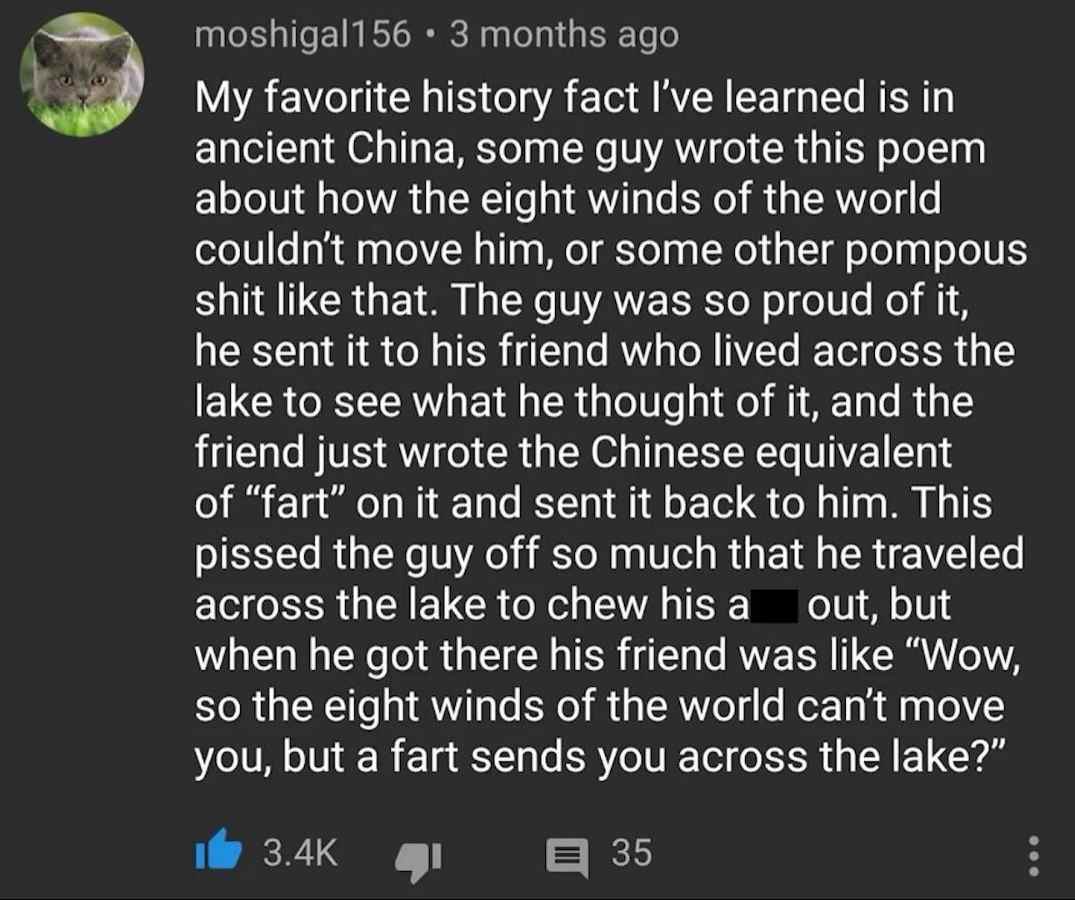 moshigal156 • 3 months ago
My favorite history fact I've learned is in
ancient China, some guy wrote this poem
about how the eight winds of the world
couldn't move him, or some other pompous
shit like that. The guy was so proud of it,
he sent it to his friend who lived across the
lake to see what he thought of it, and the
friend just wrote the Chinese equivalent
of “fart” on it and sent it back to him. This
pissed the guy off so much that he traveled
across the lake to chew his a out, but
when he got there his friend was like “Wow,
so the eight winds of the world can't move
you, but a fart sends you across the lake?”
3.4K 35